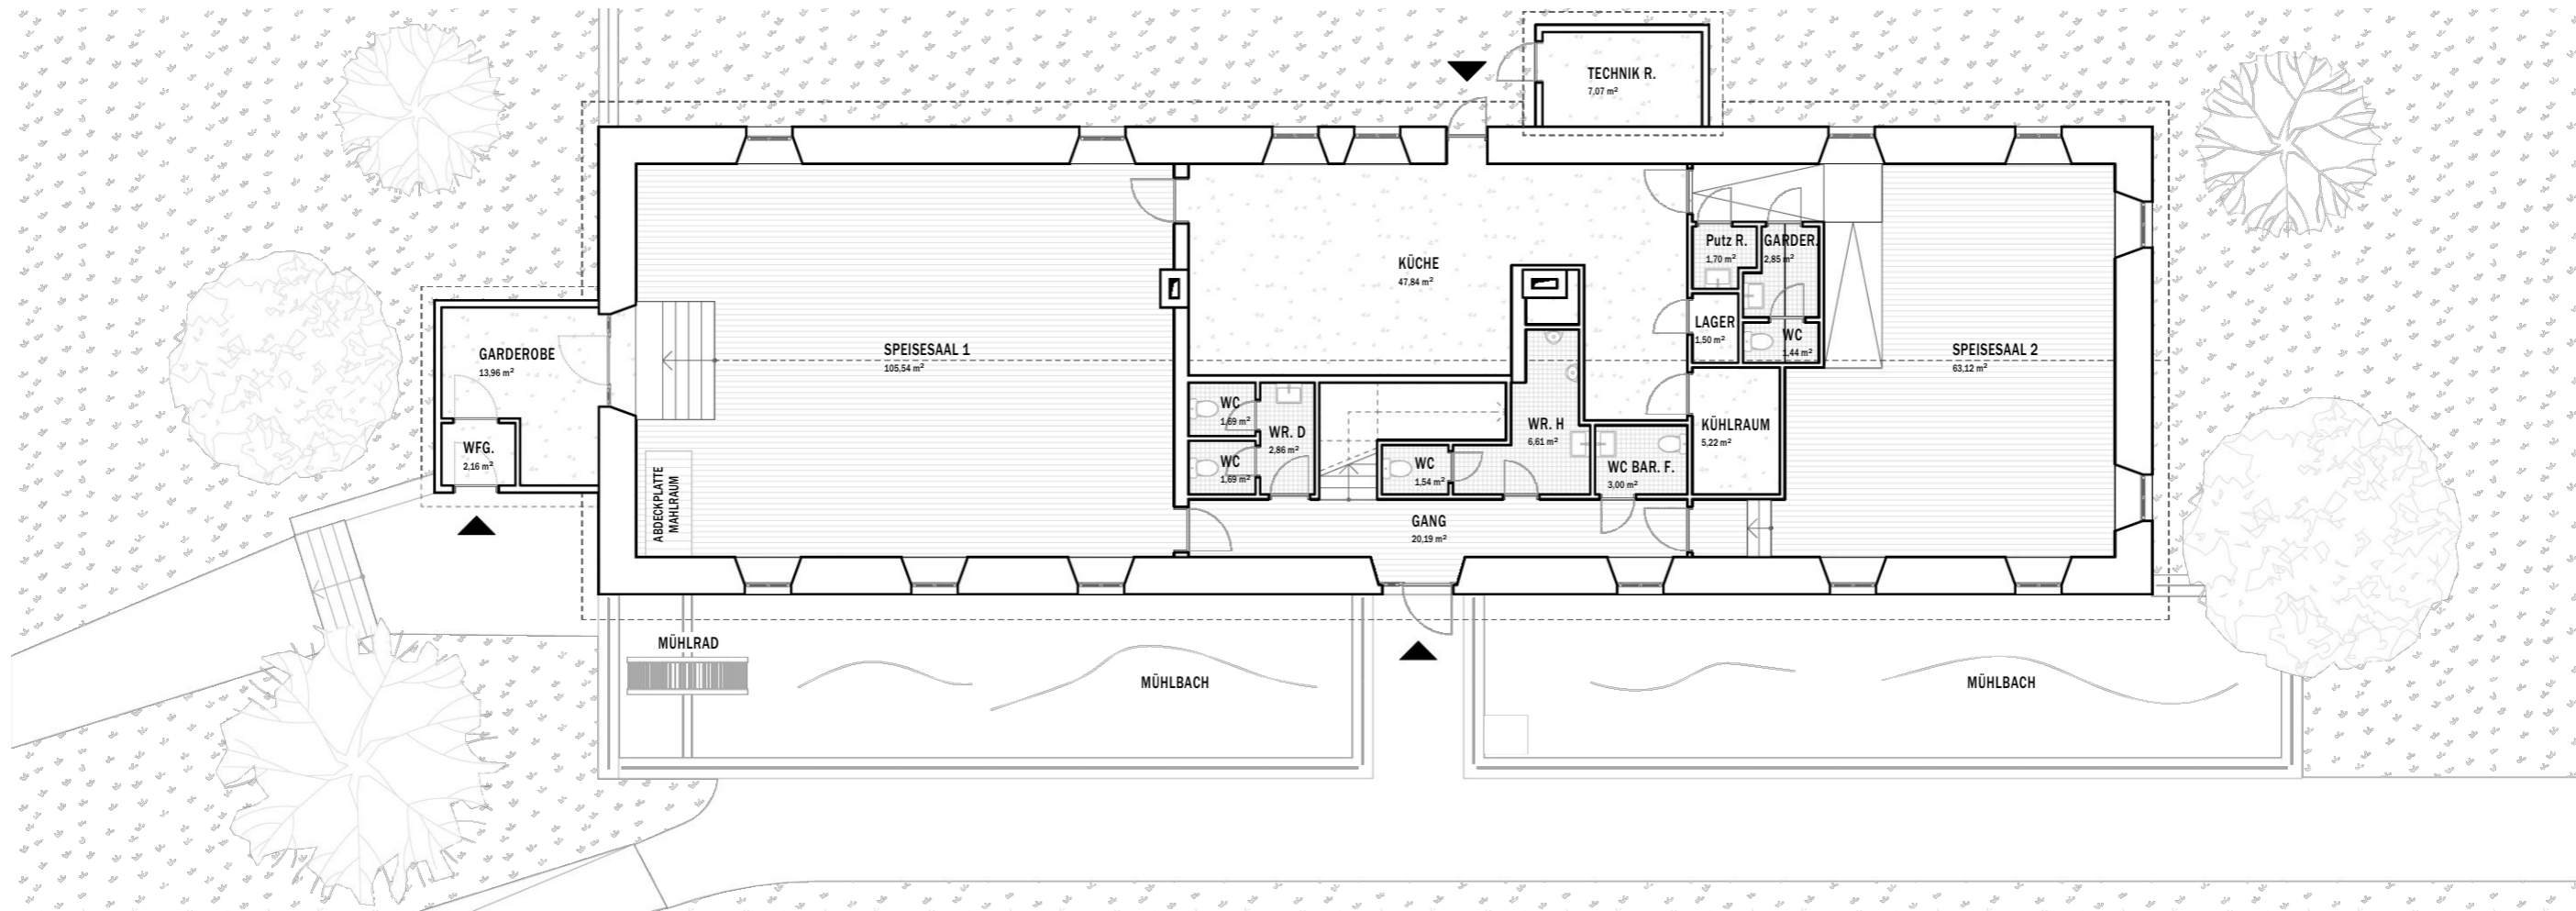 TECHNIK R.
7,07 m²
Putz R.
1,70 m²
GARDER.
2,85 m²
KÜCHE
47,84 m²
LAGER
1,50 m²
WC
1,44 m²
SPEISESAAL 1
105,54 m²
SPEISESAAL 2
63,12 m²
GARDEROBE
13,96 m²
WC
1,69 m²
WR. D
2,86 m²
WR. H
6,61 m²
KÜHLRAUM
5,22 m²
WFG.
2,16 m²
WC
1,69 m²
WC
1,54 m²
WC BAR. F.
3,00 m²
ABDECKPLATTE
MAHLRAUM
GANG
20,19 m²
MÜHLRAD
MÜHLBACH
MÜHLBACH